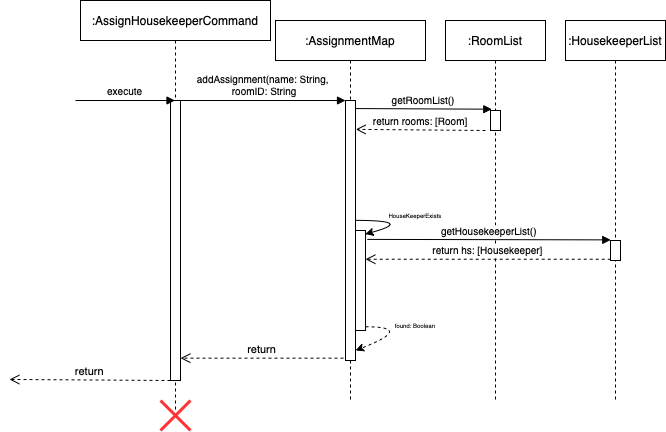 :AssignHousekeeperCommand
:AssignmentMap
:RoomList
:HousekeeperList
execute
addAssignment(name: String,
roomID: String
getRoomList()
return rooms: [Room]
HouseKeeperExists
getHousekeeperList()
return hs: [Housekeeper]
found: Boolean
return
return